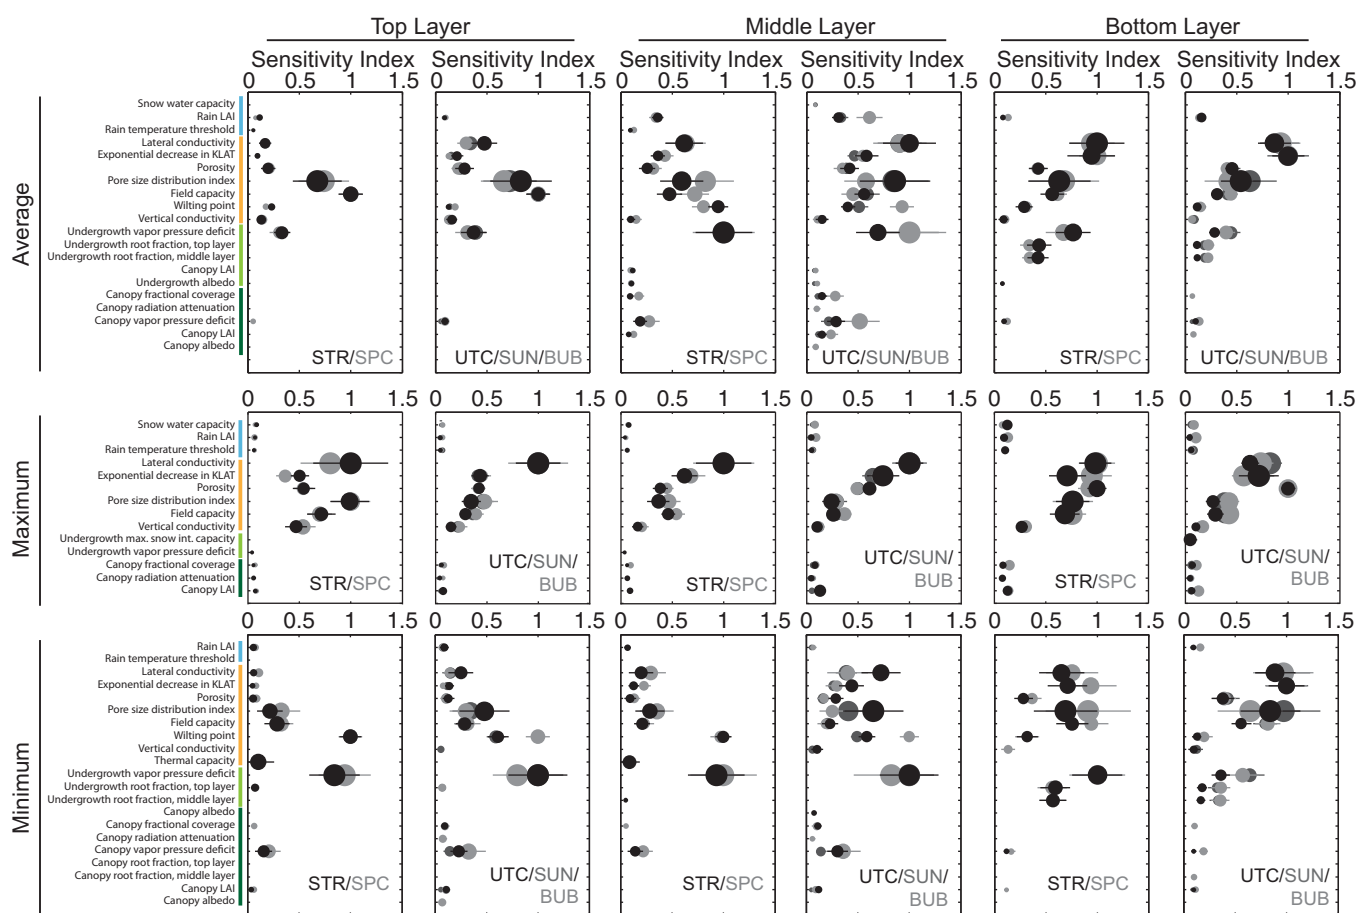 Top Layer Middle Layer Bottom Layer
Sensitivity Index Sensitivity Index Sensitivity Index Sensitivity Index Sensitivity Index Sensitivity Index
0 0.5 1 1.5 0 0.5 1 1.5 0 0.5 1 1.5 0 0.5 1 1.5 0 0.5 1 1.5 0 0.5 1 1.5
Average
Snow water capacity
Rain LAI
Rain temperature threshold
Lateral conductivity
Exponential decrease in KLAT
Porosity
Pore size distribution index
Field capacity
Wilting point
Vertical conductivity
Undergrowth vapor pressure deficit
Undergrowth root fraction, top layer
Undergrowth root fraction, middle layer
Canopy LAI
Undergrowth albedo
Canopy fractional coverage
Canopy radiation attenuation
Canopy vapor pressure deficit
Canopy LAI
Canopy albedo
STR/SPC UTC/SUN/BUB STR/SPC UTC/SUN/BUB STR/SPC UTC/SUN/BUB
0 0.5 1 1.5 0 0.5 1 1.5 0 0.5 1 1.5 0 0.5 1 1.5 0 0.5 1 1.5 0 0.5 1 1.5
Maximum
Snow water capacity
Rain LAI
Rain temperature threshold
Lateral conductivity
Exponential decrease in KLAT
Porosity
Pore size distribution index
Field capacity
Vertical conductivity
Undergrowth max. snow int. capacity
Undergrowth vapor pressure deficit
Canopy fractional coverage
Canopy radiation attenuation
Canopy LAI
STR/SPC UTC/SUN/ STR/SPC UTC/SUN/ STR/SPC UTC/SUN/
BUB BUB BUB
0 0.5 1 1.5 0 0.5 1 1.5 0 0.5 1 1.5 0 0.5 1 1.5 0 0.5 1 1.5 0 0.5 1 1.5
Minimum
Rain LAI
Rain temperature threshold
Lateral conductivity
Exponential decrease in KLAT
Porosity
Pore size distribution index
Field capacity
Wilting point
Vertical conductivity
Thermal capacity
Undergrowth vapor pressure deficit
Undergrowth root fraction, top layer
Undergrowth root fraction, middle layer
Canopy albedo
Canopy fractional coverage
Canopy radiation attenuation
Canopy vapor pressure deficit
Canopy root fraction, top layer
Canopy root fraction, middle layer
Canopy LAI
Canopy albedo
STR/SPC UTC/SUN/ STR/SPC UTC/SUN/ STR/SPC UTC/SUN/
BUB BUB BUB